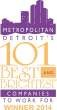 METROPOLITAN
DETROIT'S
101
BEST AND
BRIGHTEST
COMPANIES
TO WORK FOR
WINNER 2014